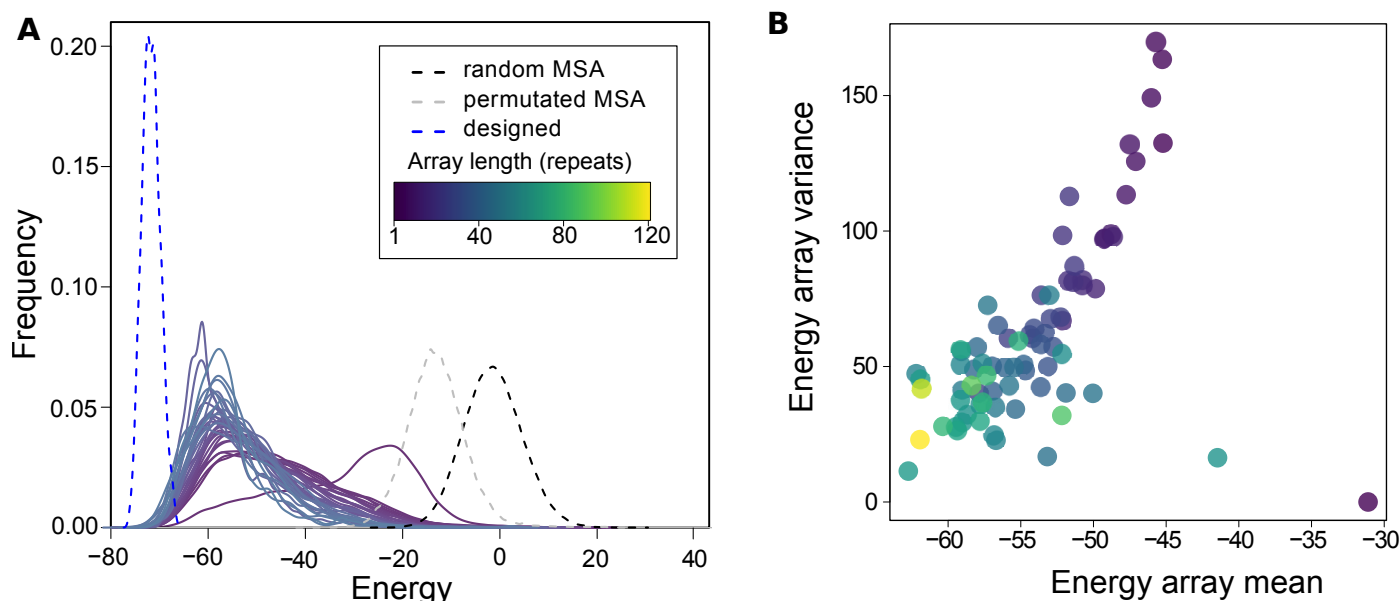 A
Frequency
0.20
0.15
0.10
0.05
0.00
−80
−60
−40
−20
0
20
40
Energy
random MSA
permutated MSA
designed
Array length (repeats)
1
40
80
120
B
Energy array variance
150
100
50
0
−60
−55
−50
−45
−40
−35
−30
Energy array mean